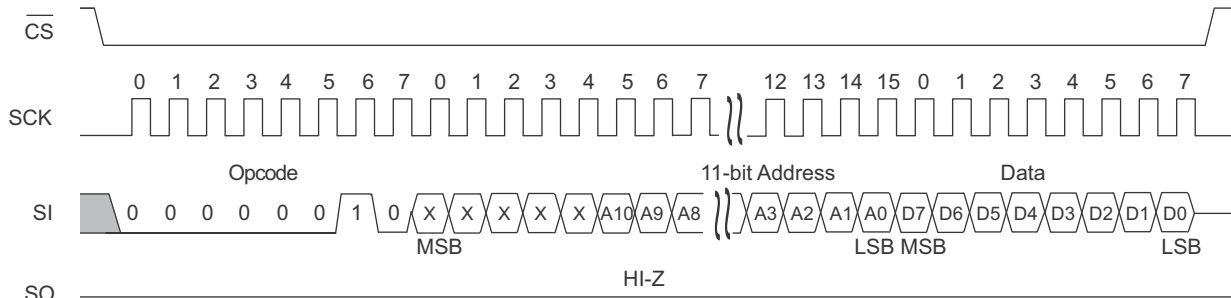 CS
0 1 2 3 4 5 6 7 0 1 2 3 4 5 6 7 12 13 14 15 0 1 2 3 4 5 6 7
SCK
Opcode 11-bit Address Data
SI 0 0 0 0 0 0 1 0 X X X X X A10 A9 A8 A3 A2 A1 A0 D7 D6 D5 D4 D3 D2 D1 D0
MSB LSB MSB LSB
HI-Z
SO